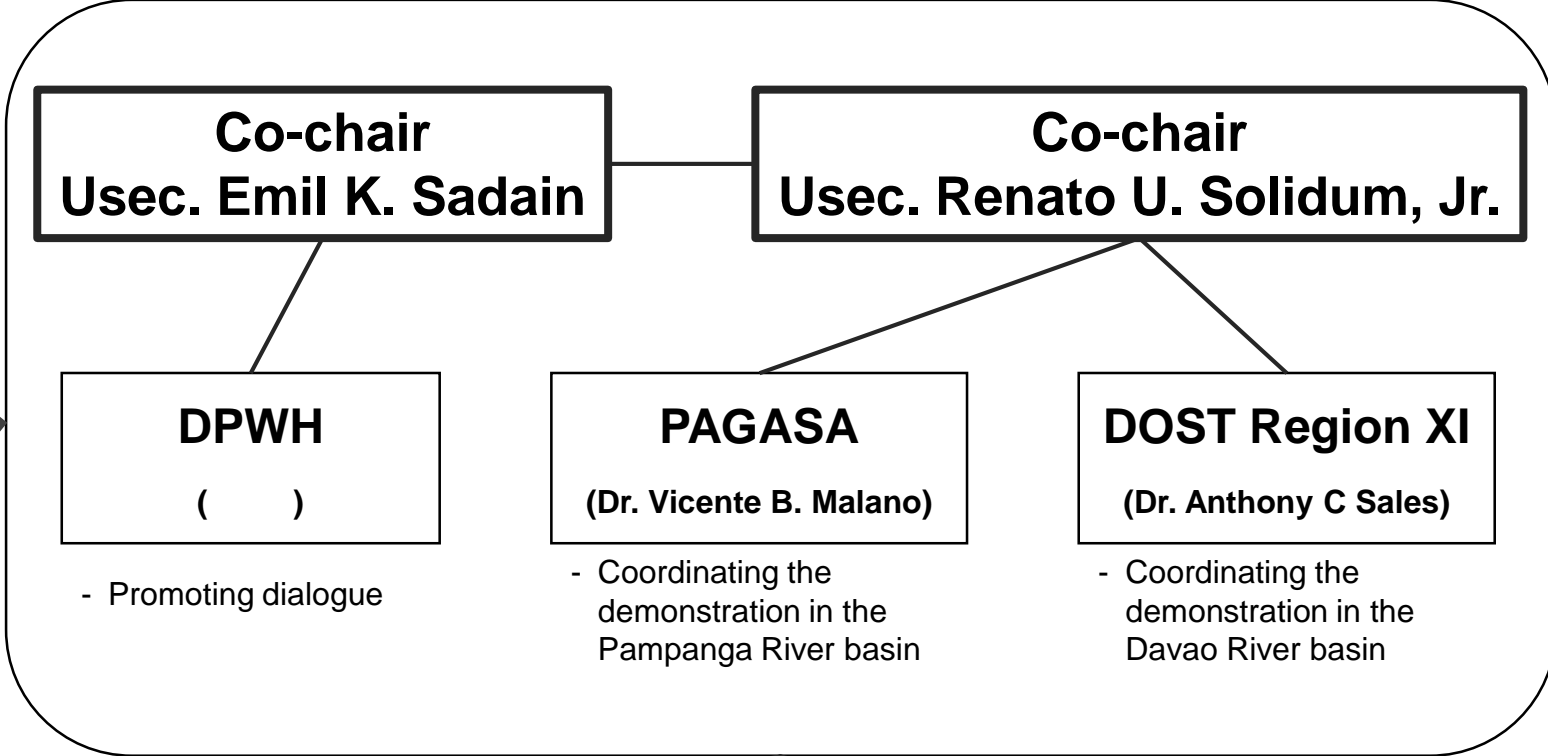 Co-chair
Usec. Emil K. Sadain
Co-chair
Usec. Renato U. Solidum, Jr.
DPWH
(      )
- Promoting dialogue
PAGASA
(Dr. Vicente B. Malano)
- Coordinating the
demonstration in the
Pampanga River basin
DOST Region XI
(Dr. Anthony C Sales)
- Coordinating the
demonstration in the
Davao River basin